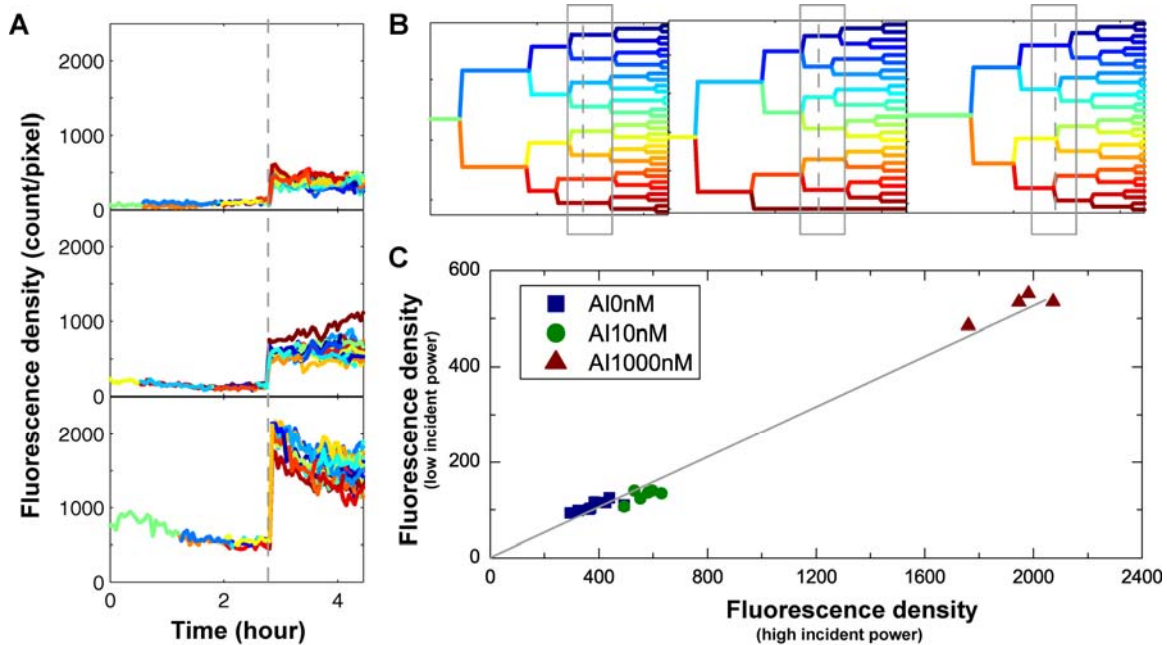 A
Fluorescence density (count/pixel)
2000
1000
0
2000
1000
0
2000
1000
0
0 2 4
Time (hour)
B
C
Fluorescence density
(low incident power)
600
400
200
0
AI0nM
AI10nM
AI1000nM
0 400 800 1200 1600 2000 2400
Fluorescence density
(high incident power)